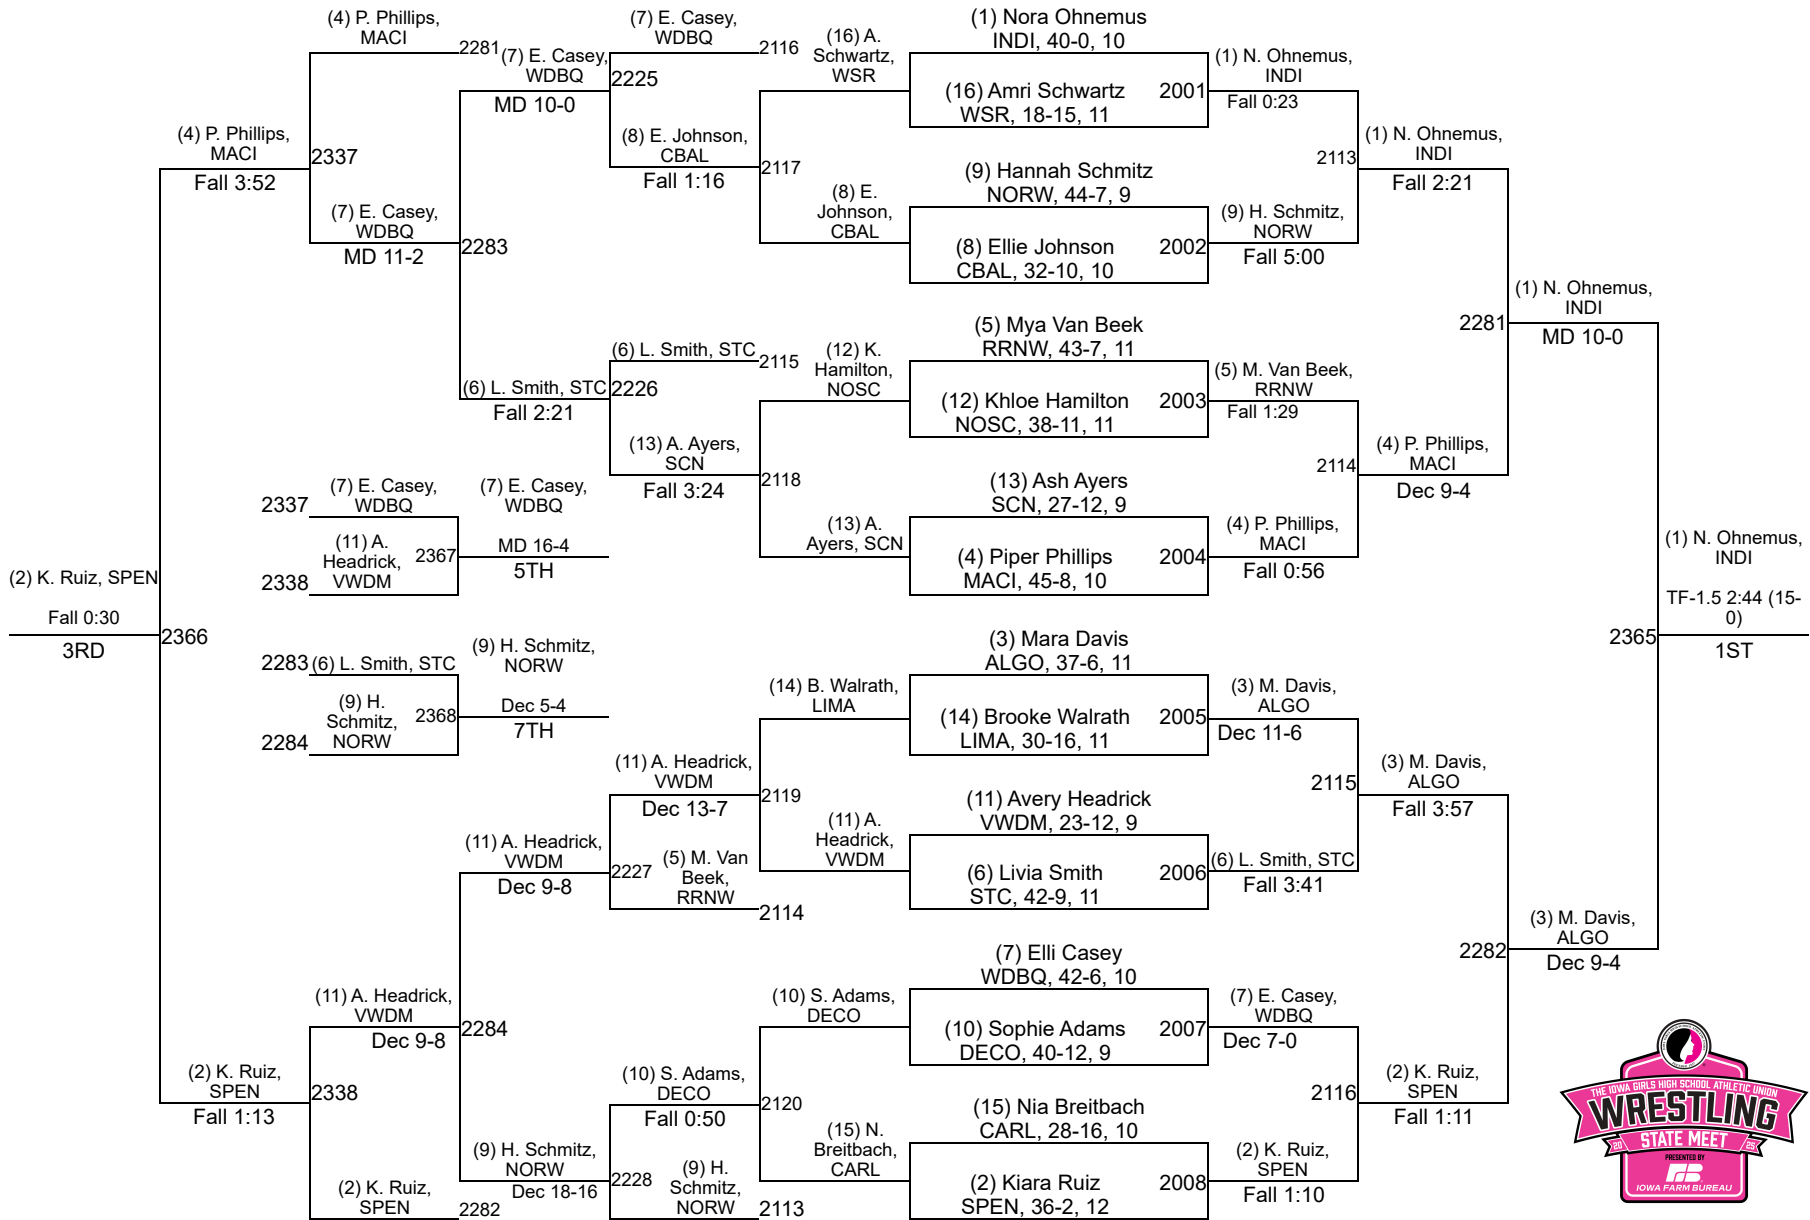 (4) P. Phillips,
MACI
2281
(7) E. Casey,
WDBQ
MD 10-0
(7) E. Casey,
WDBQ
2116
2225
(8) E. Johnson,
CBAL
Fall 1:16
2117
(16) A.
Schwartz,
WSR
(8) E.
Johnson,
CBAL
(1) Nora Ohnemus
INDI, 40-0, 10
(16) Amri Schwartz
WSR, 18-15, 11
2001
(1) N. Ohnemus,
INDI
Fall 0:23
(9) Hannah Schmitz
NORW, 44-7, 9
(8) Ellie Johnson
CBAL, 32-10, 10
2002
(9) H. Schmitz,
NORW
Fall 5:00
2113
(1) N. Ohnemus,
INDI
Fall 2:21
(4) P. Phillips,
MACI
Fall 3:52
2337
(7) E. Casey,
WDBQ
MD 11-2
2283
(6) L. Smith, STC
Fall 2:21
(6) L. Smith, STC
2115
2226
(13) A. Ayers,
SCN
Fall 3:24
2118
(12) K.
Hamilton,
NOSC
(13) A.
Ayers, SCN
(5) Mya Van Beek
RRNW, 43-7, 11
(12) Khloe Hamilton
NOSC, 38-11, 11
2003
(5) M. Van Beek,
RRNW
Fall 1:29
(13) Ash Ayers
SCN, 27-12, 9
(4) Piper Phillips
MACI, 45-8, 10
2004
(4) P. Phillips,
MACI
Fall 0:56
2114
(4) P. Phillips,
MACI
Dec 9-4
2281
(1) N. Ohnemus,
INDI
MD 10-0
2337
(7) E. Casey,
WDBQ
2338
(11) A.
Headrick,
VWDM
2367
(7) E. Casey,
WDBQ
MD 16-4
5TH
(2) K. Ruiz, SPEN
Fall 0:30
3RD
2366
2283
(6) L. Smith, STC
2284
(9) H.
Schmitz,
NORW
2368
(9) H. Schmitz,
NORW
Dec 5-4
7TH
2365
(1) N. Ohnemus,
INDI
TF-1.5 2:44 (15-
0)
1ST
(3) Mara Davis
ALGO, 37-6, 11
(14) Brooke Walrath
LIMA, 30-16, 11
2005
(3) M. Davis,
ALGO
Dec 11-6
(14) B. Walrath,
LIMA
(11) A. Headrick,
VWDM
Dec 13-7
2119
(11) A.
Headrick,
VWDM
(11) Avery Headrick
VWDM, 23-12, 9
(6) Livia Smith
STC, 42-9, 11
2006
(6) L. Smith, STC
Fall 3:41
2115
(3) M. Davis,
ALGO
Fall 3:57
(11) A. Headrick,
VWDM
Dec 9-8
2227
(5) M. Van
Beek,
RRNW
2114
(11) A. Headrick,
VWDM
Dec 9-8
2284
(2) K. Ruiz,
SPEN
Fall 1:13
2338
(2) K. Ruiz,
SPEN
2282
(9) H. Schmitz,
NORW
Dec 18-16
2228
(10) S. Adams,
DECO
Fall 0:50
2120
(9) H.
Schmitz,
NORW
2113
(10) S. Adams,
DECO
(15) N.
Breitbach,
CARL
(7) Elli Casey
WDBQ, 42-6, 10
(10) Sophie Adams
DECO, 40-12, 9
2007
(7) E. Casey,
WDBQ
Dec 7-0
(15) Nia Breitbach
CARL, 28-16, 10
(2) Kiara Ruiz
SPEN, 36-2, 12
2008
(2) K. Ruiz,
SPEN
Fall 1:10
2116
(2) K. Ruiz,
SPEN
Fall 1:11
2282
(3) M. Davis,
ALGO
Dec 9-4
THE IOWA GIRLS HIGH SCHOOL ATHLETIC UNION
WRESTLING
20 STATE MEET 25
PRESENTED BY
FB
IOWA FARM BUREAU